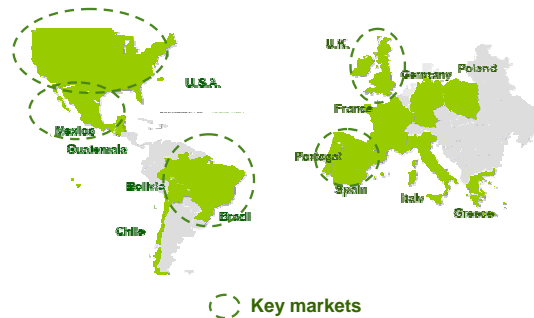 U.S.A.
Mexico
Guatemala
Bolivia
Brazil
Chile
U.K.
Germany
Poland
France
Portugal
Spain
Italy
Greece
Key markets